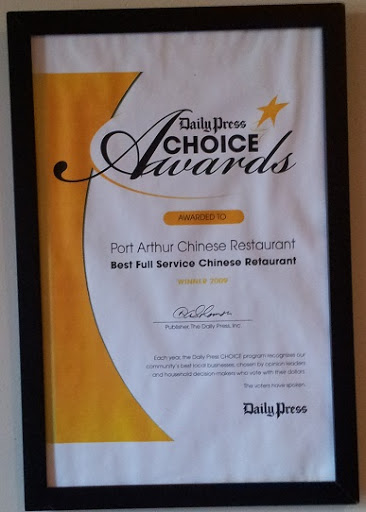 Daily Press
CHOICE
Awards
AWARDED TO
Port Arthur Chinese Restaurant
Best Full Service Chinese Retaurant
WINNER 2009
Publisher, The Daily Press, Inc
Each year, the Daily Press CHOICE program recognizes our
community's best local businesses, chosen by opinion leaders
and household decision-makers who vote with their dollars.
The voters have spoken.
Daily Press